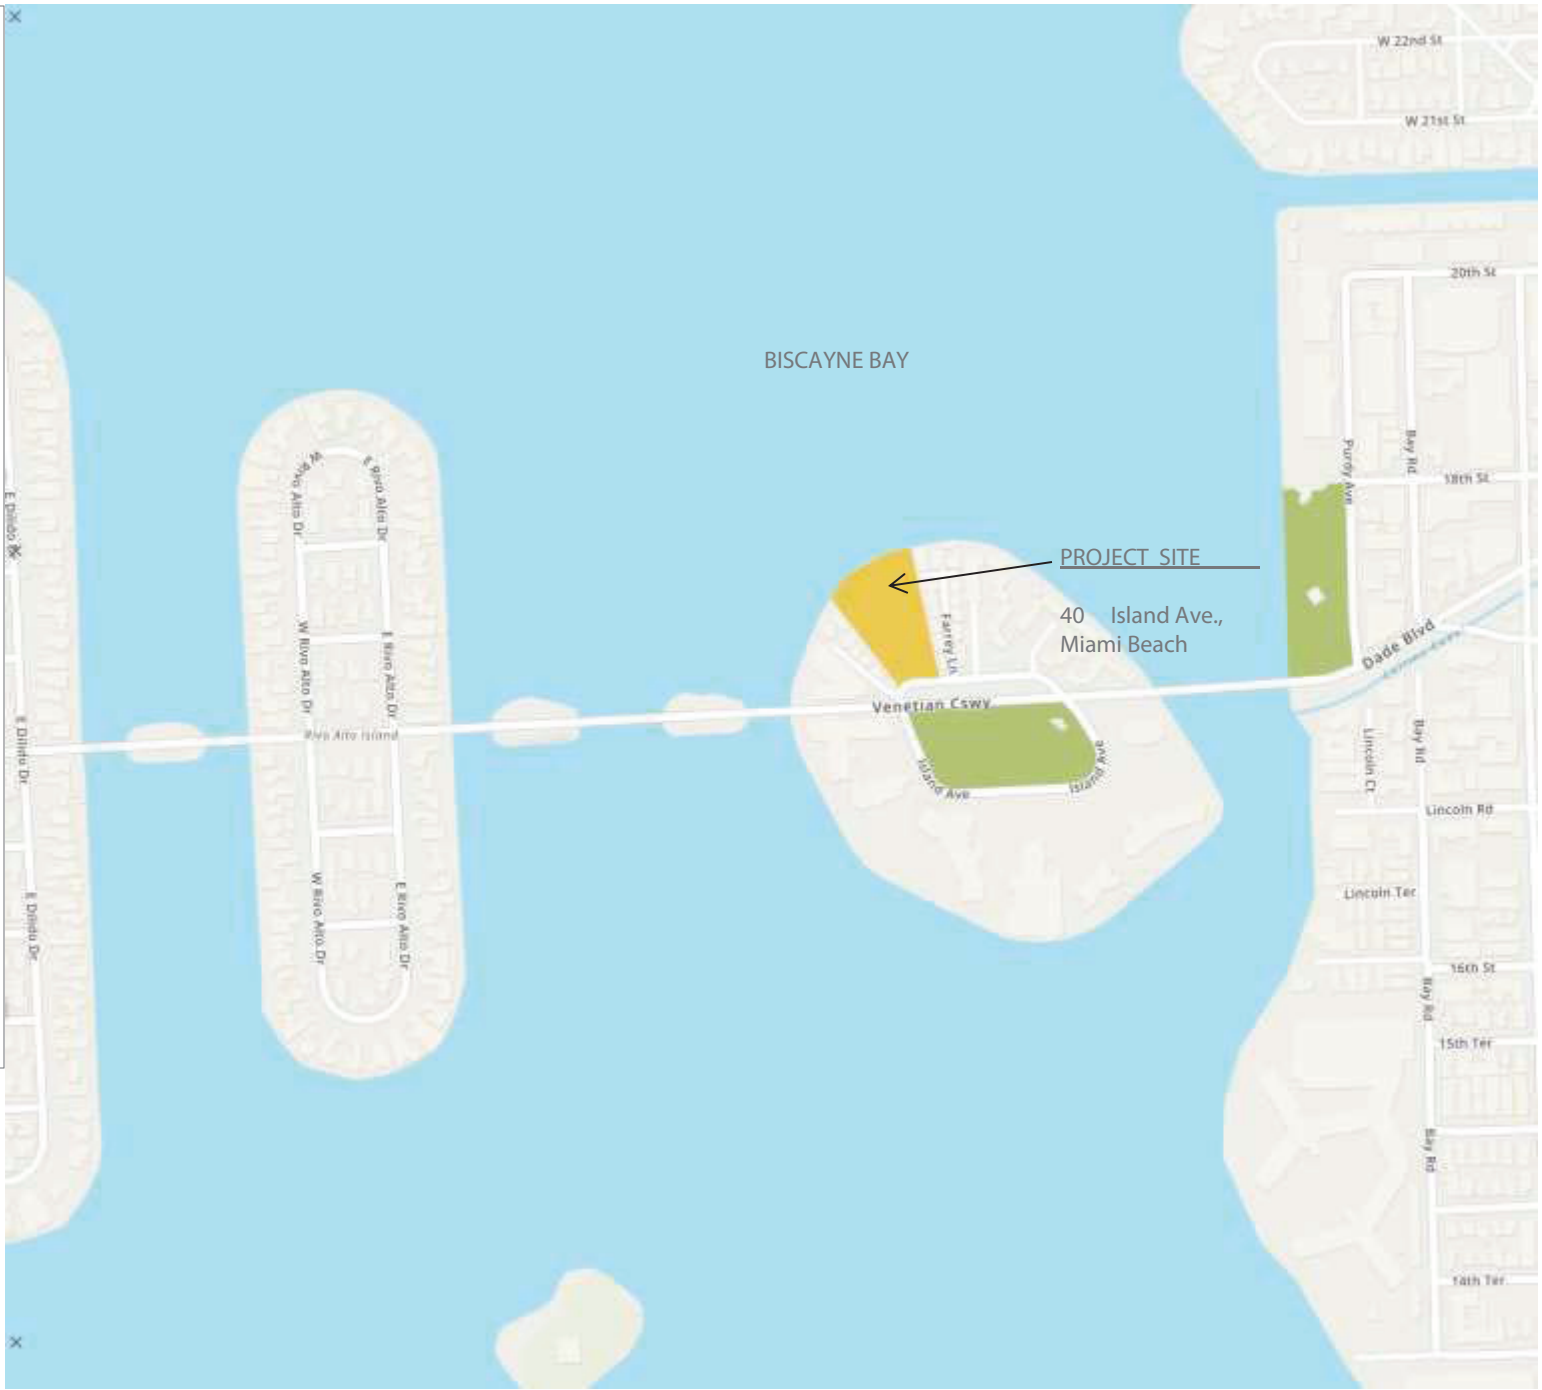 W 22nd St
W 21st St
20th St
BISCAYNE BAY
Purdy Ave
Bay Rd
18th St
W Rivo Alto Dr
E Rivo Alto Dr
E Dilido Dr
PROJECT SITE
40 Island Ave.,
Miami Beach
Farrey Ln
Dade Blvd
W Rivo Alto Dr
E Rivo Alto Dr
Venetian Cswy
Rivo Alto Island
E Dilido Dr
Island Ave
Island Ave
Lincoln Ct
Bay Rd
Lincoln Rd
Lincoln Ter
E Dilido Dr
W Rivo Alto Dr
E Rivo Alto Dr
16th St
Bay Rd
15th Ter
Bay Rd
14th Ter